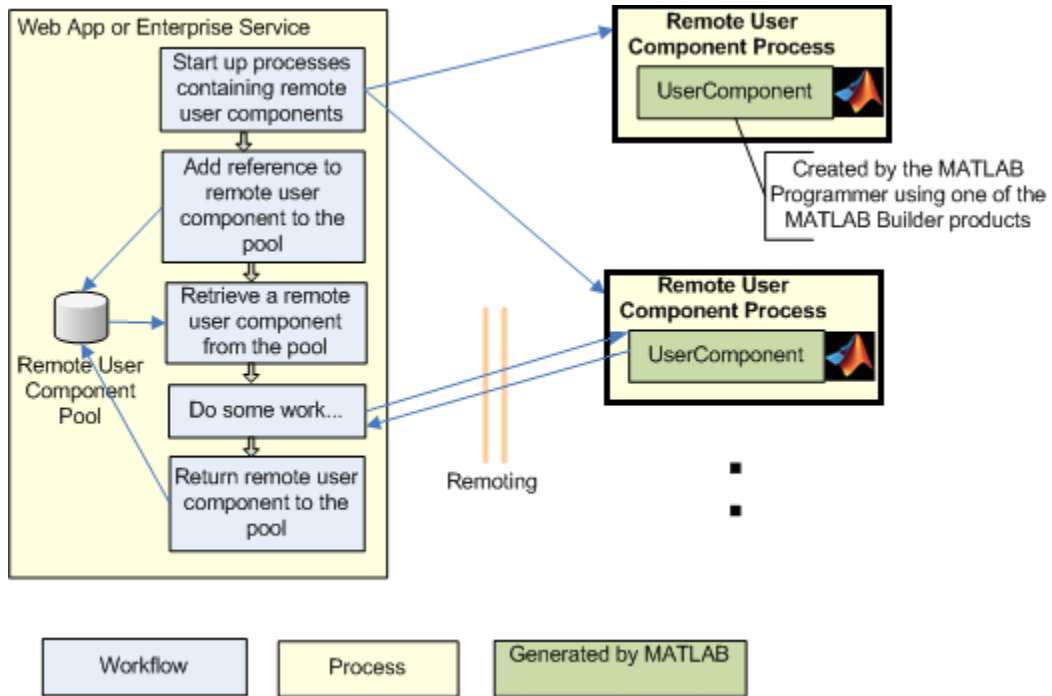 Web App or Enterprise Service
Start up processes
containing remote
user components
Add reference to
remote user
component to the
pool
Retrieve a remote
user component
from the pool
Do some work...
Return remote user
component to the
pool
Remote User
Component
Pool
Remoting
Remote User
Component Process
UserComponent
Created by the MATLAB
Programmer using one of the
MATLAB Builder products
Remote User
Component Process
UserComponent
Workflow
Process
Generated by MATLAB